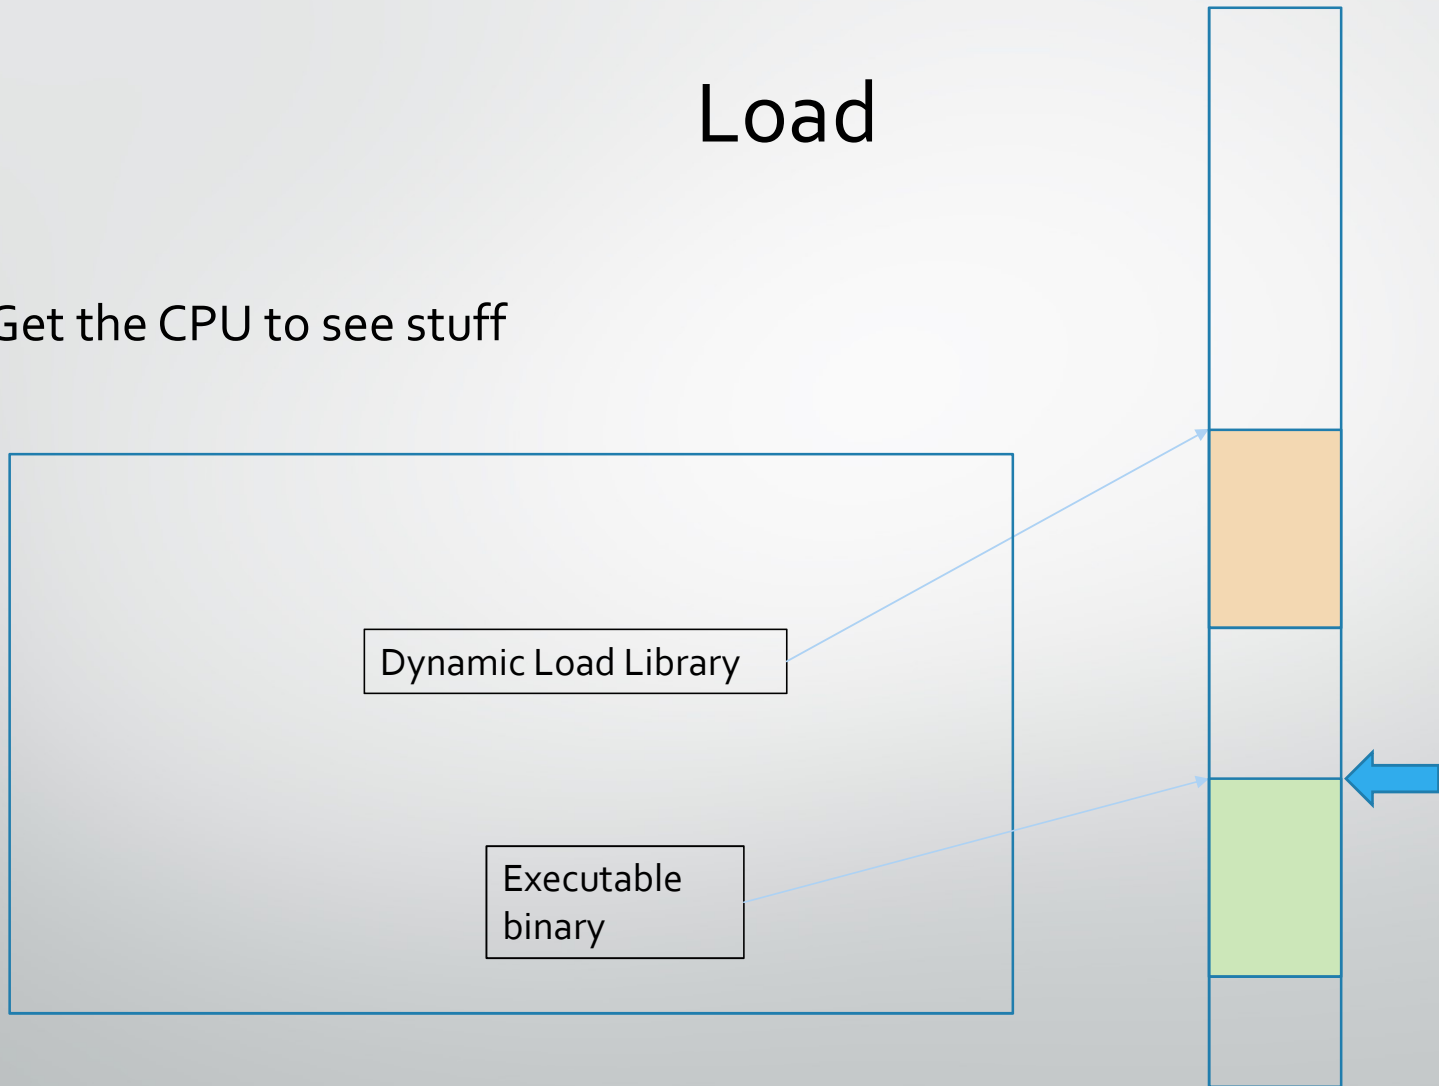 Load
Get the CPU to see stuff
Dynamic Load Library
Executable
binary